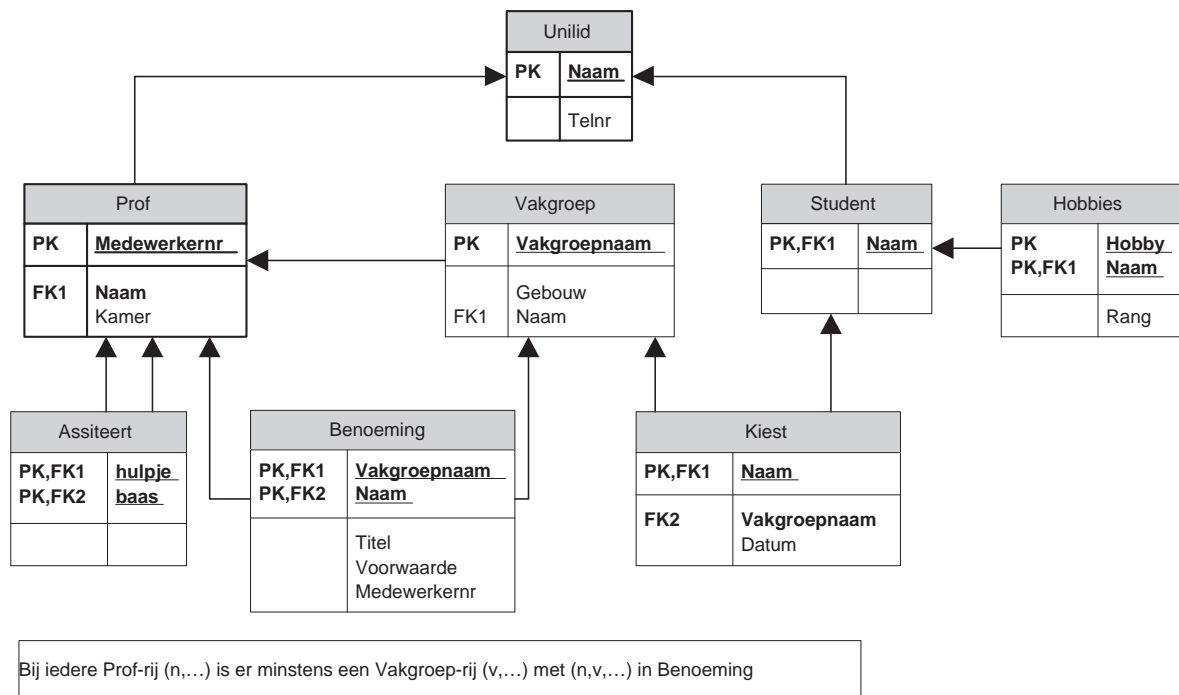 Unilid
PK Naam
Telnr
Prof
PK Medewerkernr
FK1 Naam
Kamer
Vakgroep
PK Vakgroepnaam
Gebouw
FK1 Naam
Student
PK,FK1 Naam
Hobbies
PK Hobby
PK,FK1 Naam
Rang
Assiteert
PK,FK1 hulpje
PK,FK2 baas
Benoeming
PK,FK1 Vakgroepnaam
PK,FK2 Naam
Titel
Voorwaarde
Medewerkernr
Kiest
PK,FK1 Naam
FK2 Vakgroepnaam
Datum
Bij iedere Prof-rij (n,…) is er minstens een Vakgroep-rij (v,…) met (n,v,…) in Benoeming